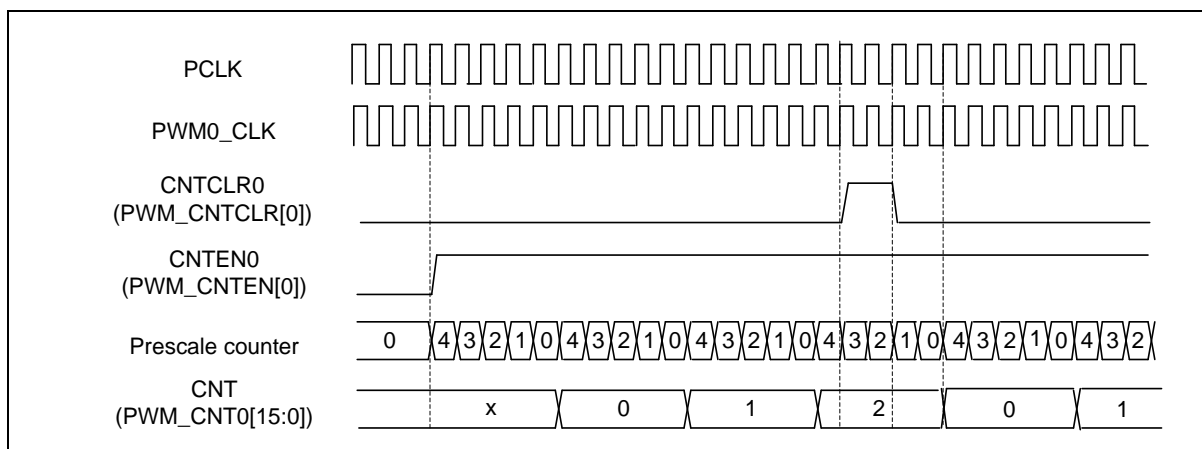 PCLK
PWM0_CLK
CNTCLR0
(PWM_CNTCLR[0])
CNTEN0
(PWM_CNTEN[0])
Prescale counter 0 4 3 2 1 0 4 3 2 1 0 4 3 2 1 0 4 3 2 1 0 4 3 2 1 0 4 3 2
CNT
(PWM_CNT0[15:0]) x 0 1 2 0 1